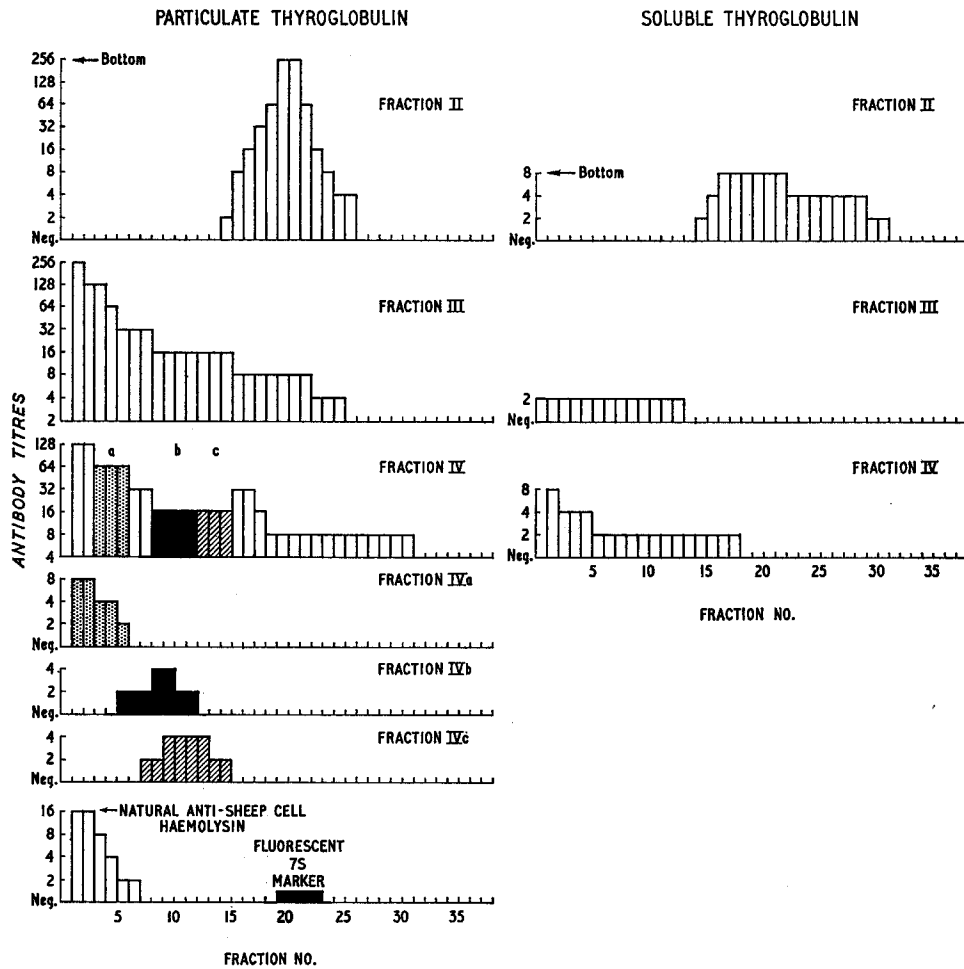 PARTICULATE THYROGLOBULIN
SOLUBLE THYROGLOBULIN
ANTIBODY TITRES
256
← Bottom
128
64
32
16
8
4
2
Neg.
FRACTION II
8
← Bottom
4
2
Neg.
FRACTION II
256
128
64
32
16
8
4
2
FRACTION III
2
Neg.
FRACTION III
128
64
32
16
8
4
a
b
c
FRACTION IV
8
4
2
Neg.
FRACTION IV
5 10 15 20 25 30 35
FRACTION NO.
8
4
2
Neg.
FRACTION IVa
4
2
Neg.
FRACTION IVb
4
2
Neg.
FRACTION IVc
16
8
4
2
Neg.
← NATURAL ANTI-SHEEP CELL
HAEMOLYSIN
FLUORESCENT
7S
MARKER
5 10 15 20 25 30 35
FRACTION NO.